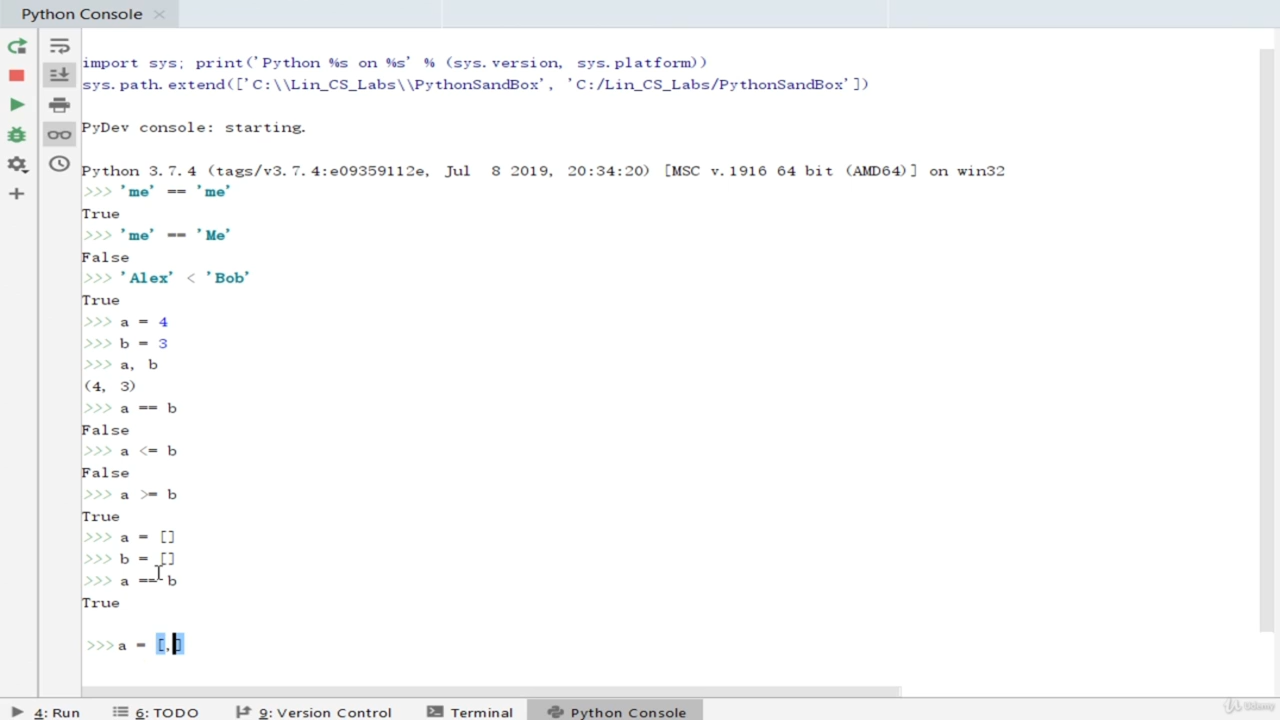 Python Console
import sys; print('Python %s on %s' % (sys.version, sys.platform))
sys.path.extend(['C:\\Lin_CS_Labs\\PythonSandBox', 'C:/Lin_CS_Labs/PythonSandBox'])
PyDev console: starting.
Python 3.7.4 (tags/v3.7.4:e09359112e, Jul  8 2019, 20:34:20) [MSC v.1916 64 bit (AMD64)] on win32
>>> 'me' == 'me'
True
>>> 'me' == 'Me'
False
>>> 'Alex' < 'Bob'
True
>>> a = 4
>>> b = 3
>>> a, b
(4, 3)
>>> a == b
False
>>> a <= b
False
>>> a >= b
True
>>> a = []
>>> b = []
>>> a == b
True
>>>a = [,]
4: Run 6: TODO 9: Version Control Terminal Python Console
Udemy